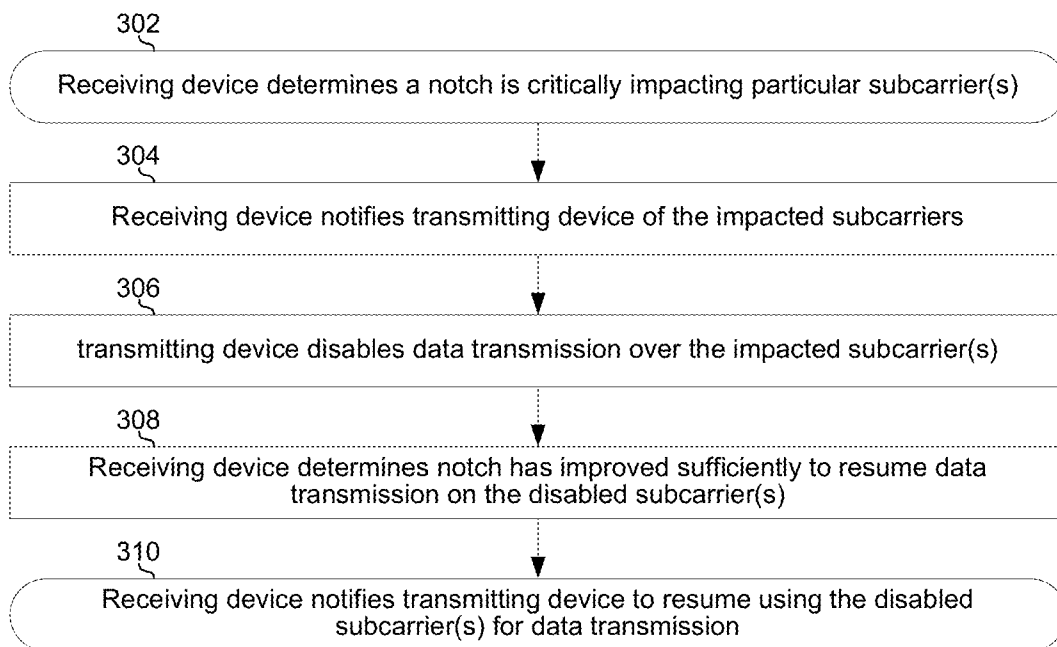 302
Receiving device determines a notch is critically impacting particular subcarrier(s)
304
Receiving device notifies transmitting device of the impacted subcarriers
306
transmitting device disables data transmission over the impacted subcarrier(s)
308
Receiving device determines notch has improved sufficiently to resume data
transmission on the disabled subcarrier(s)
310
Receiving device notifies transmitting device to resume using the disabled
subcarrier(s) for data transmission